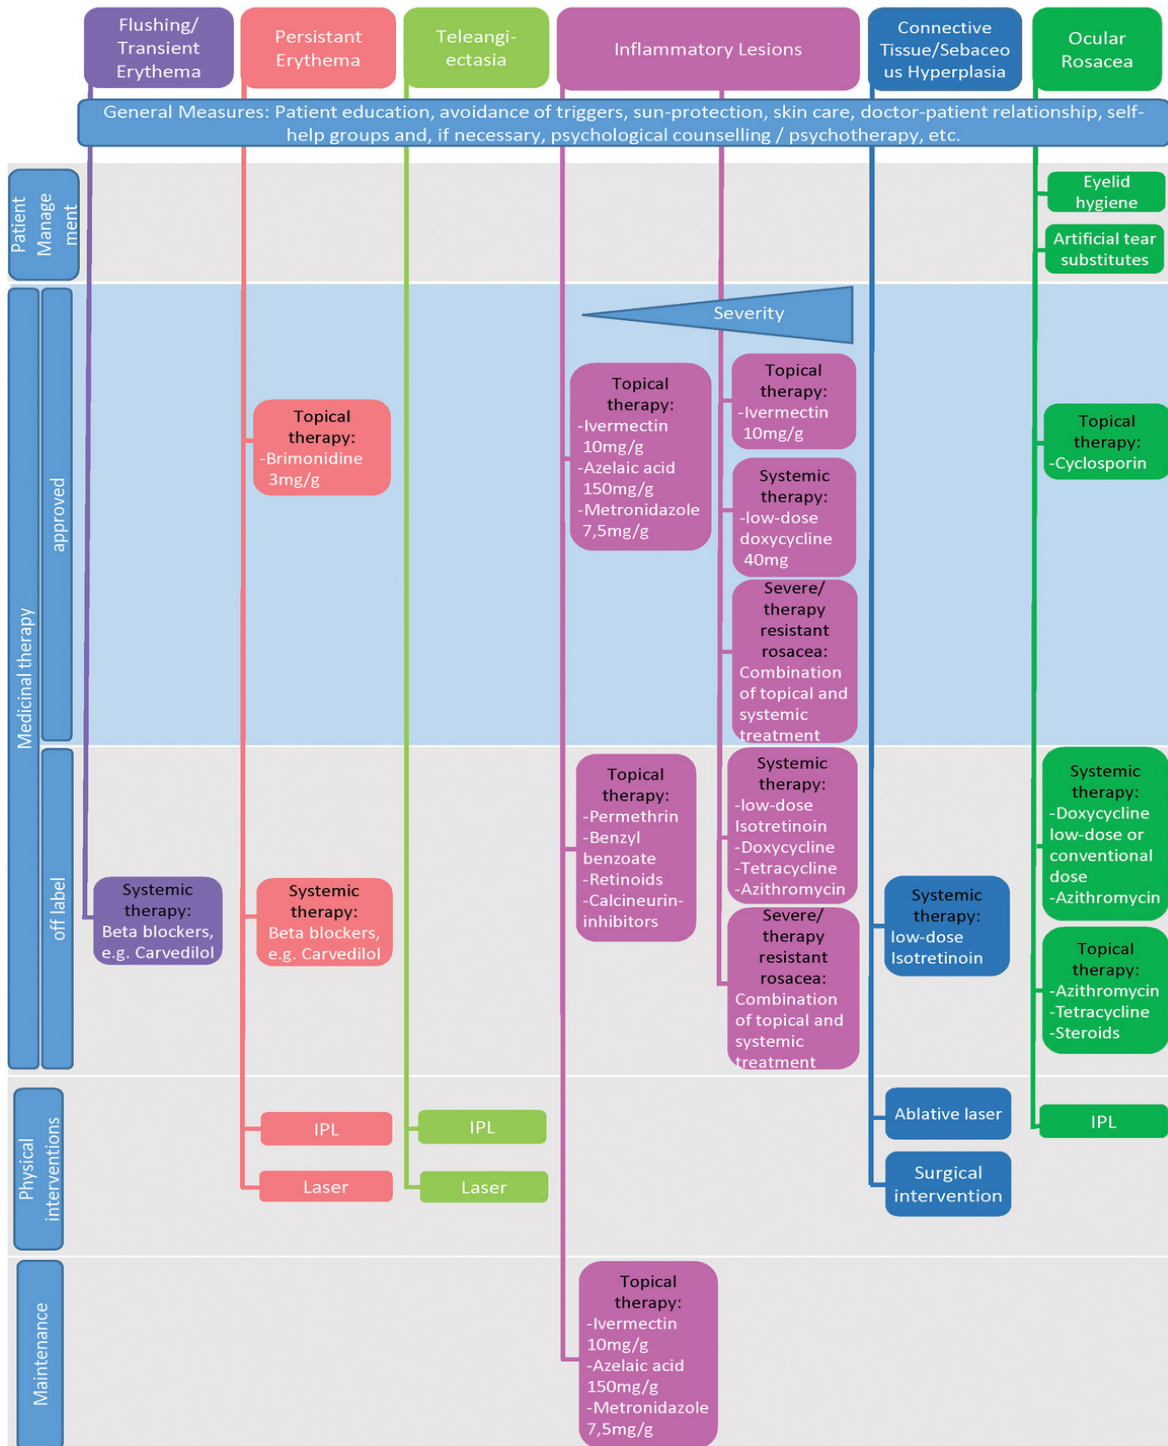 Flushing/
Transient
Erythema
Persistant
Erythema
Teleangi-
ectasia
Inflammatory Lesions
Connective
Tissue/Sebaceo
us Hyperplasia
Ocular
Rosacea
General Measures: Patient education, avoidance of triggers, sun-protection, skin care, doctor-patient relationship, self-
help groups and, if necessary, psychological counselling / psychotherapy, etc.
Patient
Manage
ment
Eyelid
hygiene
Artificial tear
substitutes
Medicinal therapy
approved
Severity
Topical
therapy:
-Brimonidine
3mg/g
Topical
therapy:
-Ivermectin
10mg/g
-Azelaic acid
150mg/g
-Metronidazole
7,5mg/g
Topical
therapy:
-Ivermectin
10mg/g
Systemic
therapy:
-low-dose
doxycycline
40mg
Severe/
therapy
resistant
rosacea:
Combination
of topical and
systemic
treatment
Topical
therapy:
-Cyclosporin
off label
Systemic
therapy:
Beta blockers,
e.g. Carvedilol
Systemic
therapy:
Beta blockers,
e.g. Carvedilol
Topical
therapy:
-Permethrin
-Benzyl
benzoate
-Retinoids
-Calcineurin-
inhibitors
Systemic
therapy:
-low-dose
Isotretinoin
-Doxycycline
-Tetracycline
-Azithromycin
Severe/
therapy
resistant
rosacea:
Combination
of topical and
systemic
treatment
Systemic
therapy:
low-dose
Isotretinoin
Systemic
therapy:
-Doxycycline
low-dose or
conventional
dose
-Azithromycin
Topical
therapy:
-Azithromycin
-Tetracycline
-Steroids
Physical
interventions
IPL
Laser
IPL
Laser
Ablative laser
Surgical
intervention
IPL
Maintenance
Topical
therapy:
-Ivermectin
10mg/g
-Azelaic acid
150mg/g
-Metronidazole
7,5mg/g